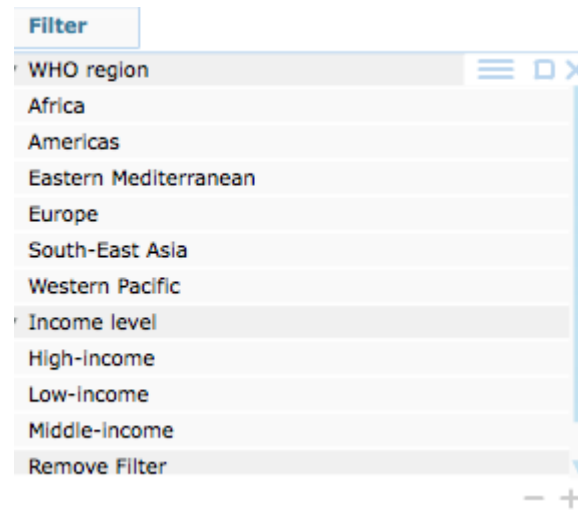 Filter
WHO region
Africa
Americas
Eastern Mediterranean
Europe
South-East Asia
Western Pacific
Income level
High-income
Low-income
Middle-income
Remove Filter